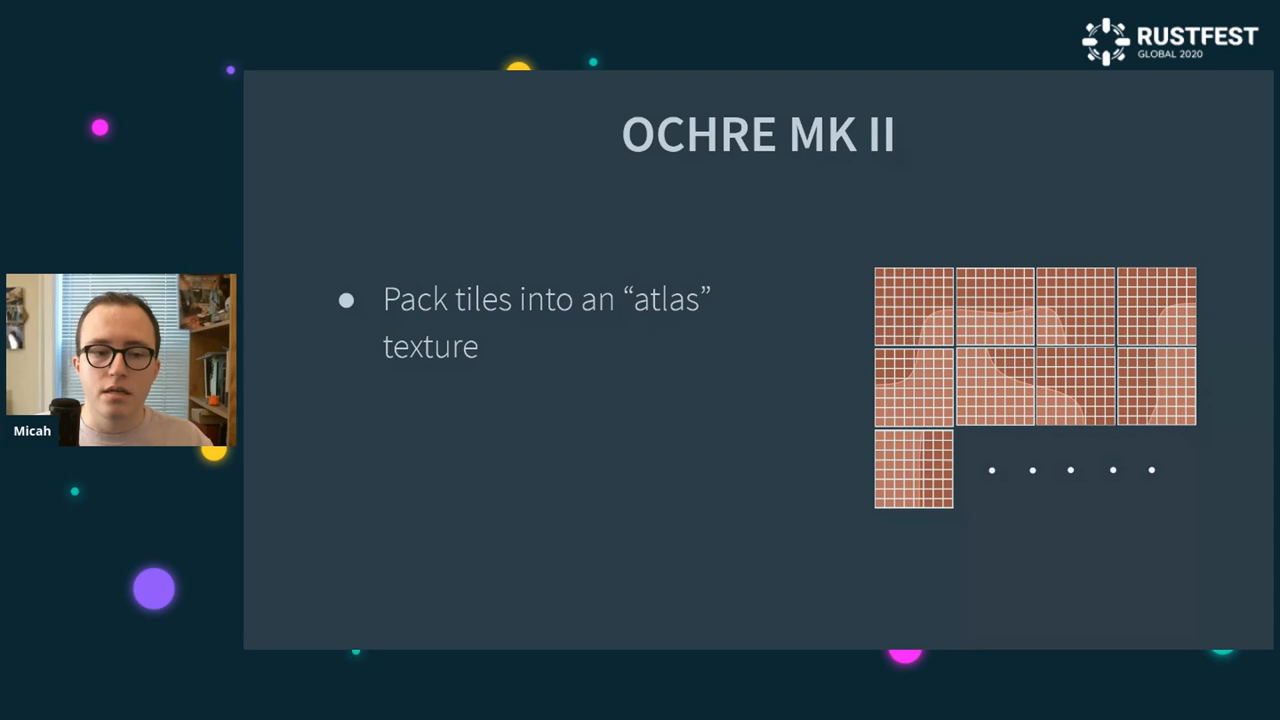 RUSTFEST
GLOBAL 2020
OCHRE MK II
Pack tiles into an “atlas”
texture
Micah